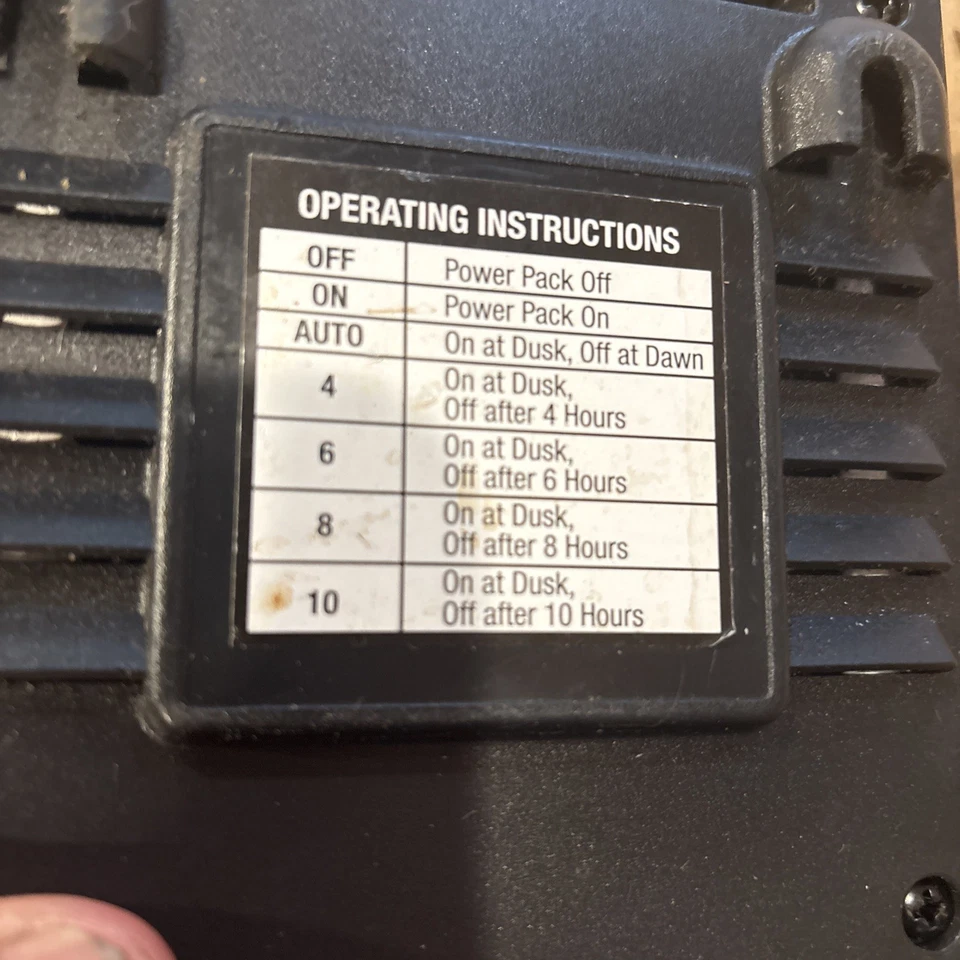 OPERATING INSTRUCTIONS
OFF Power Pack Off
ON Power Pack On
AUTO On at Dusk, Off at Dawn
4 On at Dusk,
Off after 4 Hours
6 On at Dusk,
Off after 6 Hours
8 On at Dusk,
Off after 8 Hours
10 On at Dusk,
Off after 10 Hours